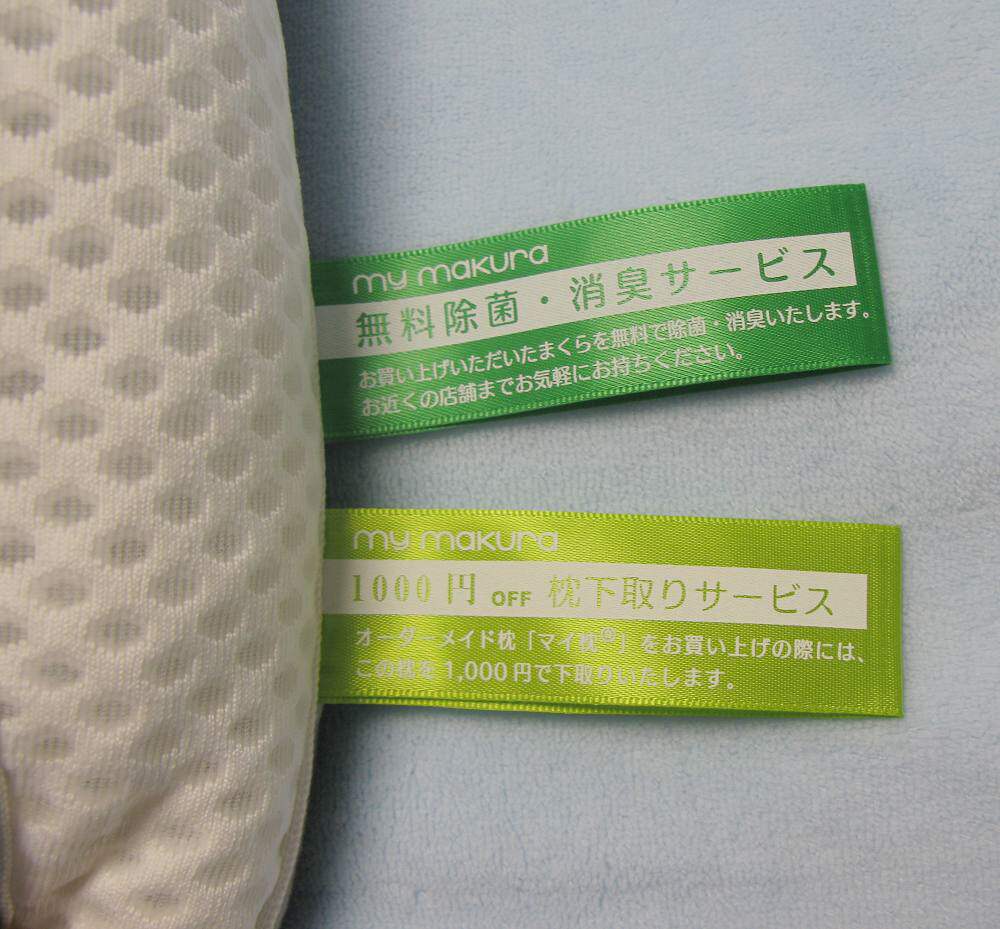 my makura
無料除菌・消臭サービス
お買い上げいただいたまくらを無料で除菌・消臭いたします。
お近くの店舗までお気軽にお持ちください。
my makura
1000円 OFF 枕下取りサービス
オーダーメイド枕「マイ枕®」をお買い上げの際には、
この枕を1,000円で下取りいたします。